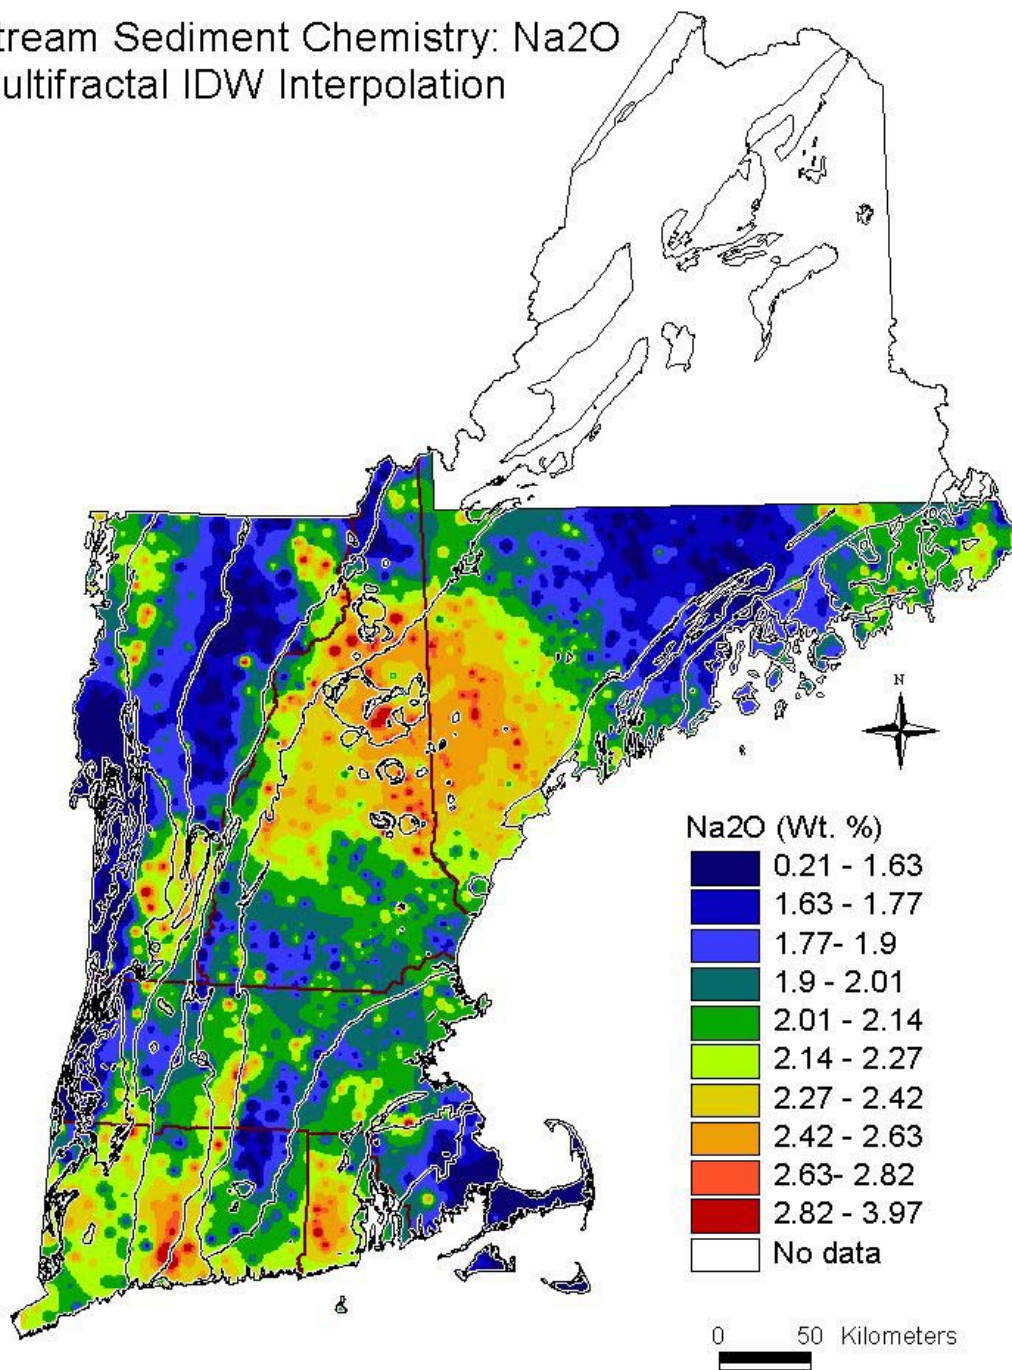 tream Sediment Chemistry: Na2O
ultifractal IDW Interpolation
N
Na2O (Wt. %)
0.21 - 1.63
1.63 - 1.77
1.77- 1.9
1.9 - 2.01
2.01 - 2.14
2.14 - 2.27
2.27 - 2.42
2.42 - 2.63
2.63- 2.82
2.82 - 3.97
No data
0 50 Kilometers